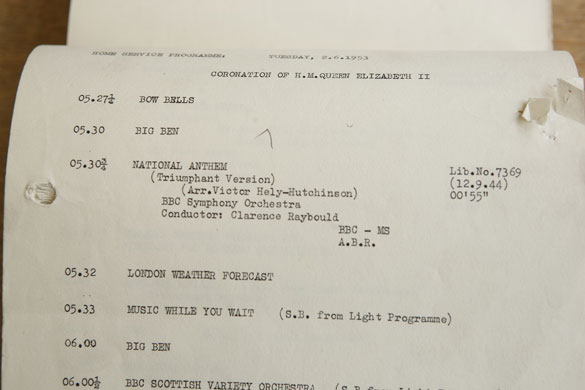 HOME SERVICE PROGRAMME: TUESDAY, 2.6.1953
CORONATION OF H.M.QUEEN ELIZABETH II
05.27½ BOW BELLS
05.30 BIG BEN
05.30¾ NATIONAL ANTHEM Lib.No.7369
(Triumphant Version) (12.9.44)
(Arr.Victor Hely-Hutchinson) 00'55"
BBC Symphony Orchestra
Conductor: Clarence Raybould
BBC - MS
A.B.R.
05.32 LONDON WEATHER FORECAST
05.33 MUSIC WHILE YOU WAIT (S.B. from Light Programme)
06.00 BIG BEN
06.00½ BBC SCOTTISH VARIETY ORCHESTRA (S.B. from Light Programme)